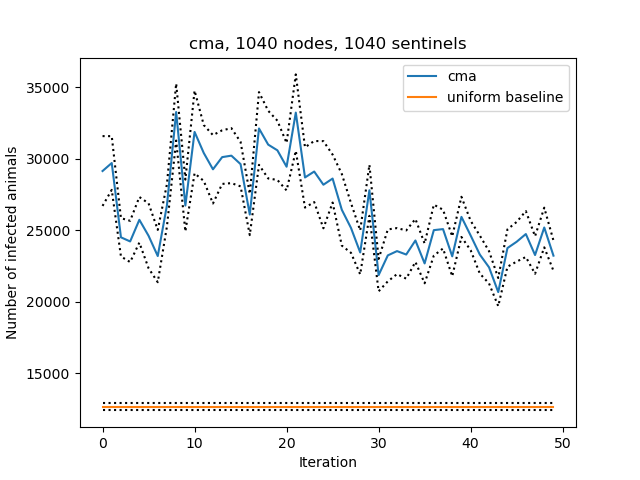 cma, 1040 nodes, 1040 sentinels
cma
uniform baseline
Number of infected animals
35000
30000
25000
20000
15000
0 10 20 30 40 50
Iteration